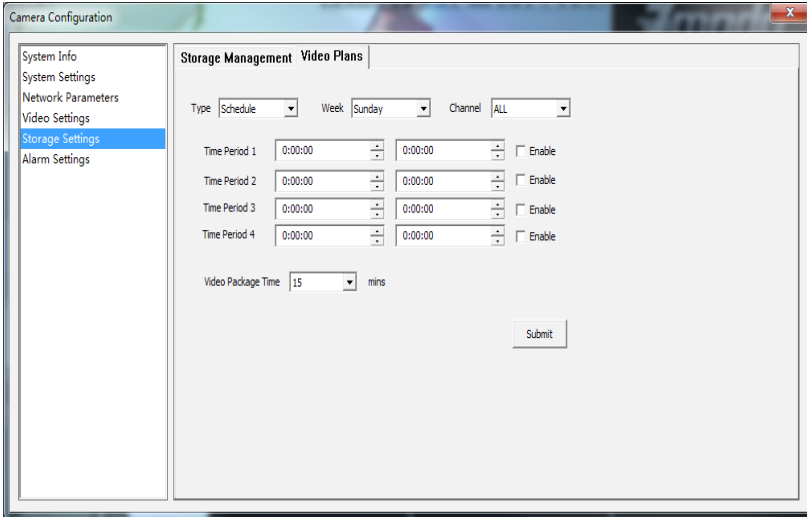 Camera Configuration
System Info
System Settings
Network Parameters
Video Settings
Storage Settings
Alarm Settings
Storage Management Video Plans
Type Schedule Week Sunday Channel ALL
Time Period 1 0:00:00 0:00:00 Enable
Time Period 2 0:00:00 0:00:00 Enable
Time Period 3 0:00:00 0:00:00 Enable
Time Period 4 0:00:00 0:00:00 Enable
Video Package Time 15 mins
Submit